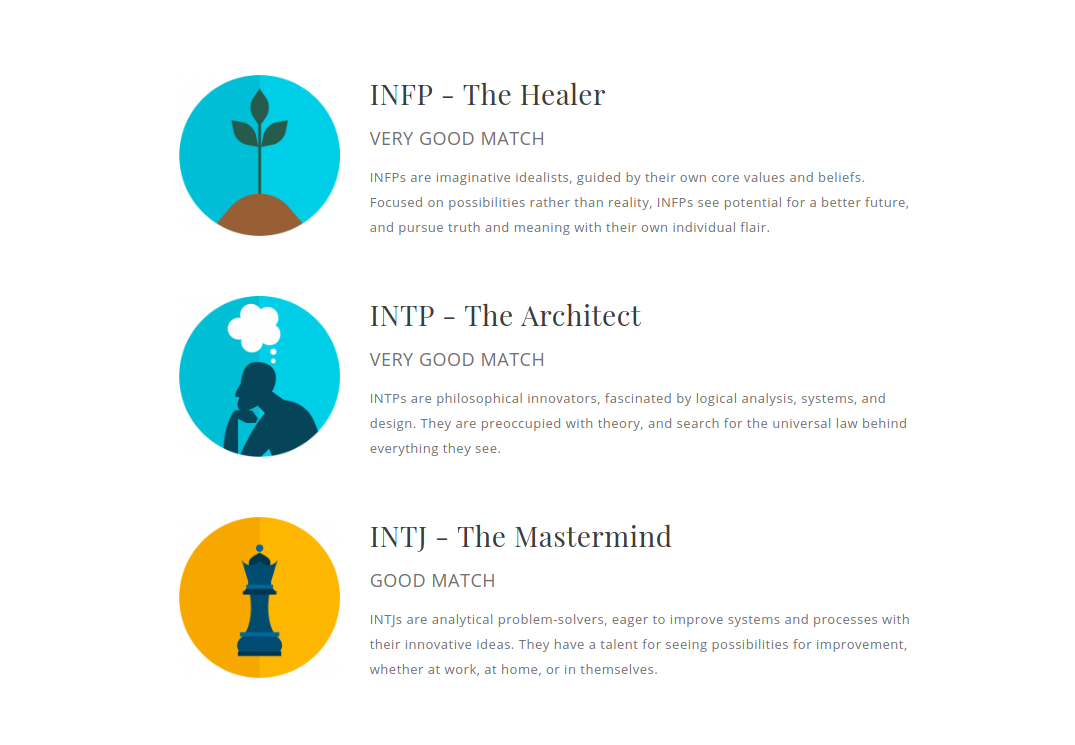 INFP - The Healer
VERY GOOD MATCH
INFPs are imaginative idealists, guided by their own core values and beliefs.
Focused on possibilities rather than reality, INFPs see potential for a better future,
and pursue truth and meaning with their own individual flair.
INTP - The Architect
VERY GOOD MATCH
INTPs are philosophical innovators, fascinated by logical analysis, systems, and
design. They are preoccupied with theory, and search for the universal law behind
everything they see.
INTJ - The Mastermind
GOOD MATCH
INTJs are analytical problem-solvers, eager to improve systems and processes with
their innovative ideas. They have a talent for seeing possibilities for improvement,
whether at work, at home, or in themselves.